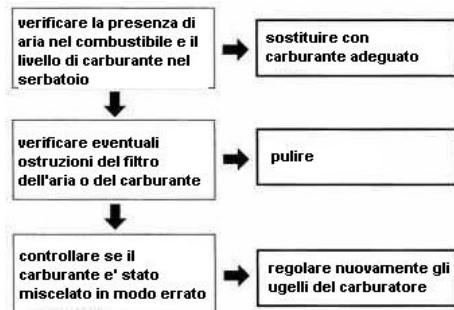 verificare la presenza di
aria nel combustibile e il
livello di carburante nel
serbatoio
sostituire con
carburante adeguato
verificare eventuali
ostruzioni del filtro
dell'aria o del carburante
pulire
controllare se il
carburante e' stato
miscelato in modo errato
regolare nuovamente gli
ugelli del carburatore